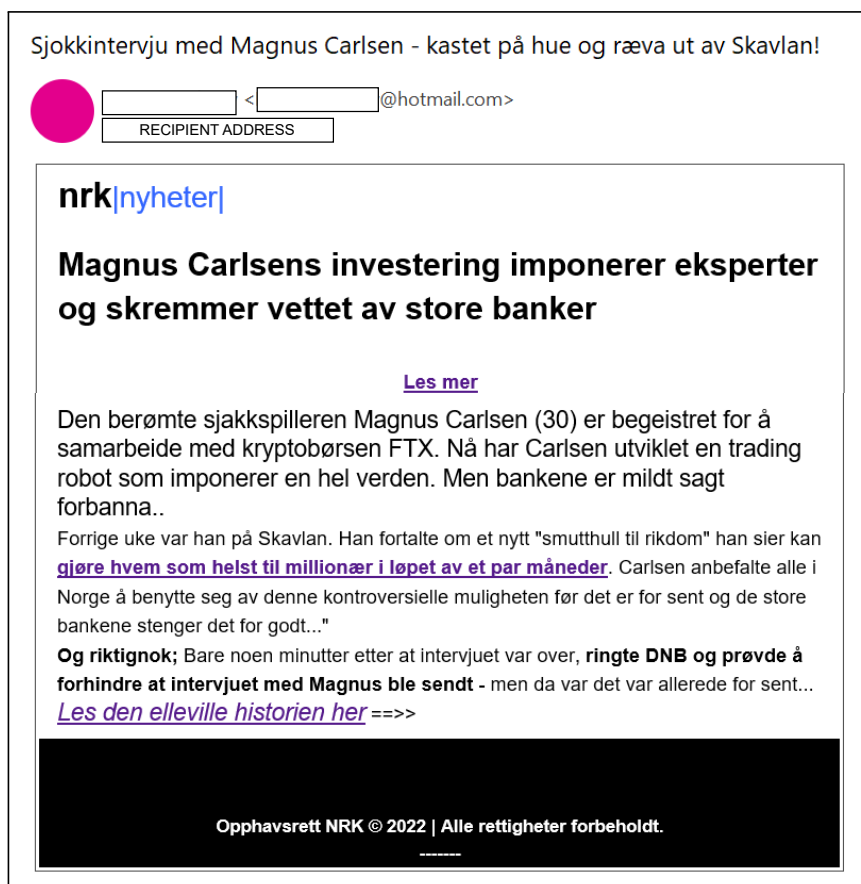 Sjokkintervju med Magnus Carlsen - kastet på hue og ræva ut av Skavlan!
<@hotmail.com>
RECIPIENT ADDRESS
nrk|nyheter|
Magnus Carlsens investering imponerer eksperter
og skremmer vettet av store banker
Les mer
Den berømte sjakkspilleren Magnus Carlsen (30) er begeistret for å
samarbeide med kryptobørsen FTX. Nå har Carlsen utviklet en trading
robot som imponerer en hel verden. Men bankene er mildt sagt
forbanna..
Forrige uke var han på Skavlan. Han fortalte om et nytt "smutthull til rikdom" han sier kan
gjøre hvem som helst til millionær i løpet av et par måneder. Carlsen anbefalte alle i
Norge å benytte seg av denne kontroversielle muligheten før det er for sent og de store
bankene stenger det for godt..."
Og riktignok; Bare noen minutter etter at intervjuet var over, ringte DNB og prøvde å
forhindre at intervjuet med Magnus ble sendt - men da var det var allerede for sent...
Les den elleville historien her ==>>
Opphavsrett NRK © 2022 | Alle rettigheter forbeholdt.
-------